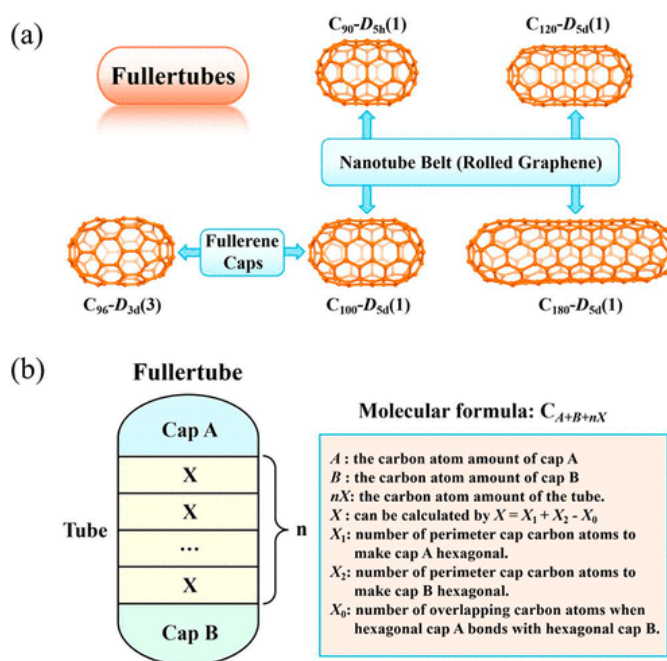 (a)
C90-D5h(1)
C120-D5d(1)
Fullertubes
Nanotube Belt (Rolled Graphene)
Fullerene
Caps
C96-D3d(3)
C100-D5d(1)
C180-D5d(1)
(b)
Fullertube
Cap A
X
X
...
X
Cap B
Tube
n
Molecular formula: CA+B+nX
A : the carbon atom amount of cap A
B : the carbon atom amount of cap B
nX: the carbon atom amount of the tube.
X : can be calculated by X = X1 + X2 - X0
X1: number of perimeter cap carbon atoms to
make cap A hexagonal.
X2: number of perimeter cap carbon atoms to
make cap B hexagonal.
X0: number of overlapping carbon atoms when
hexagonal cap A bonds with hexagonal cap B.